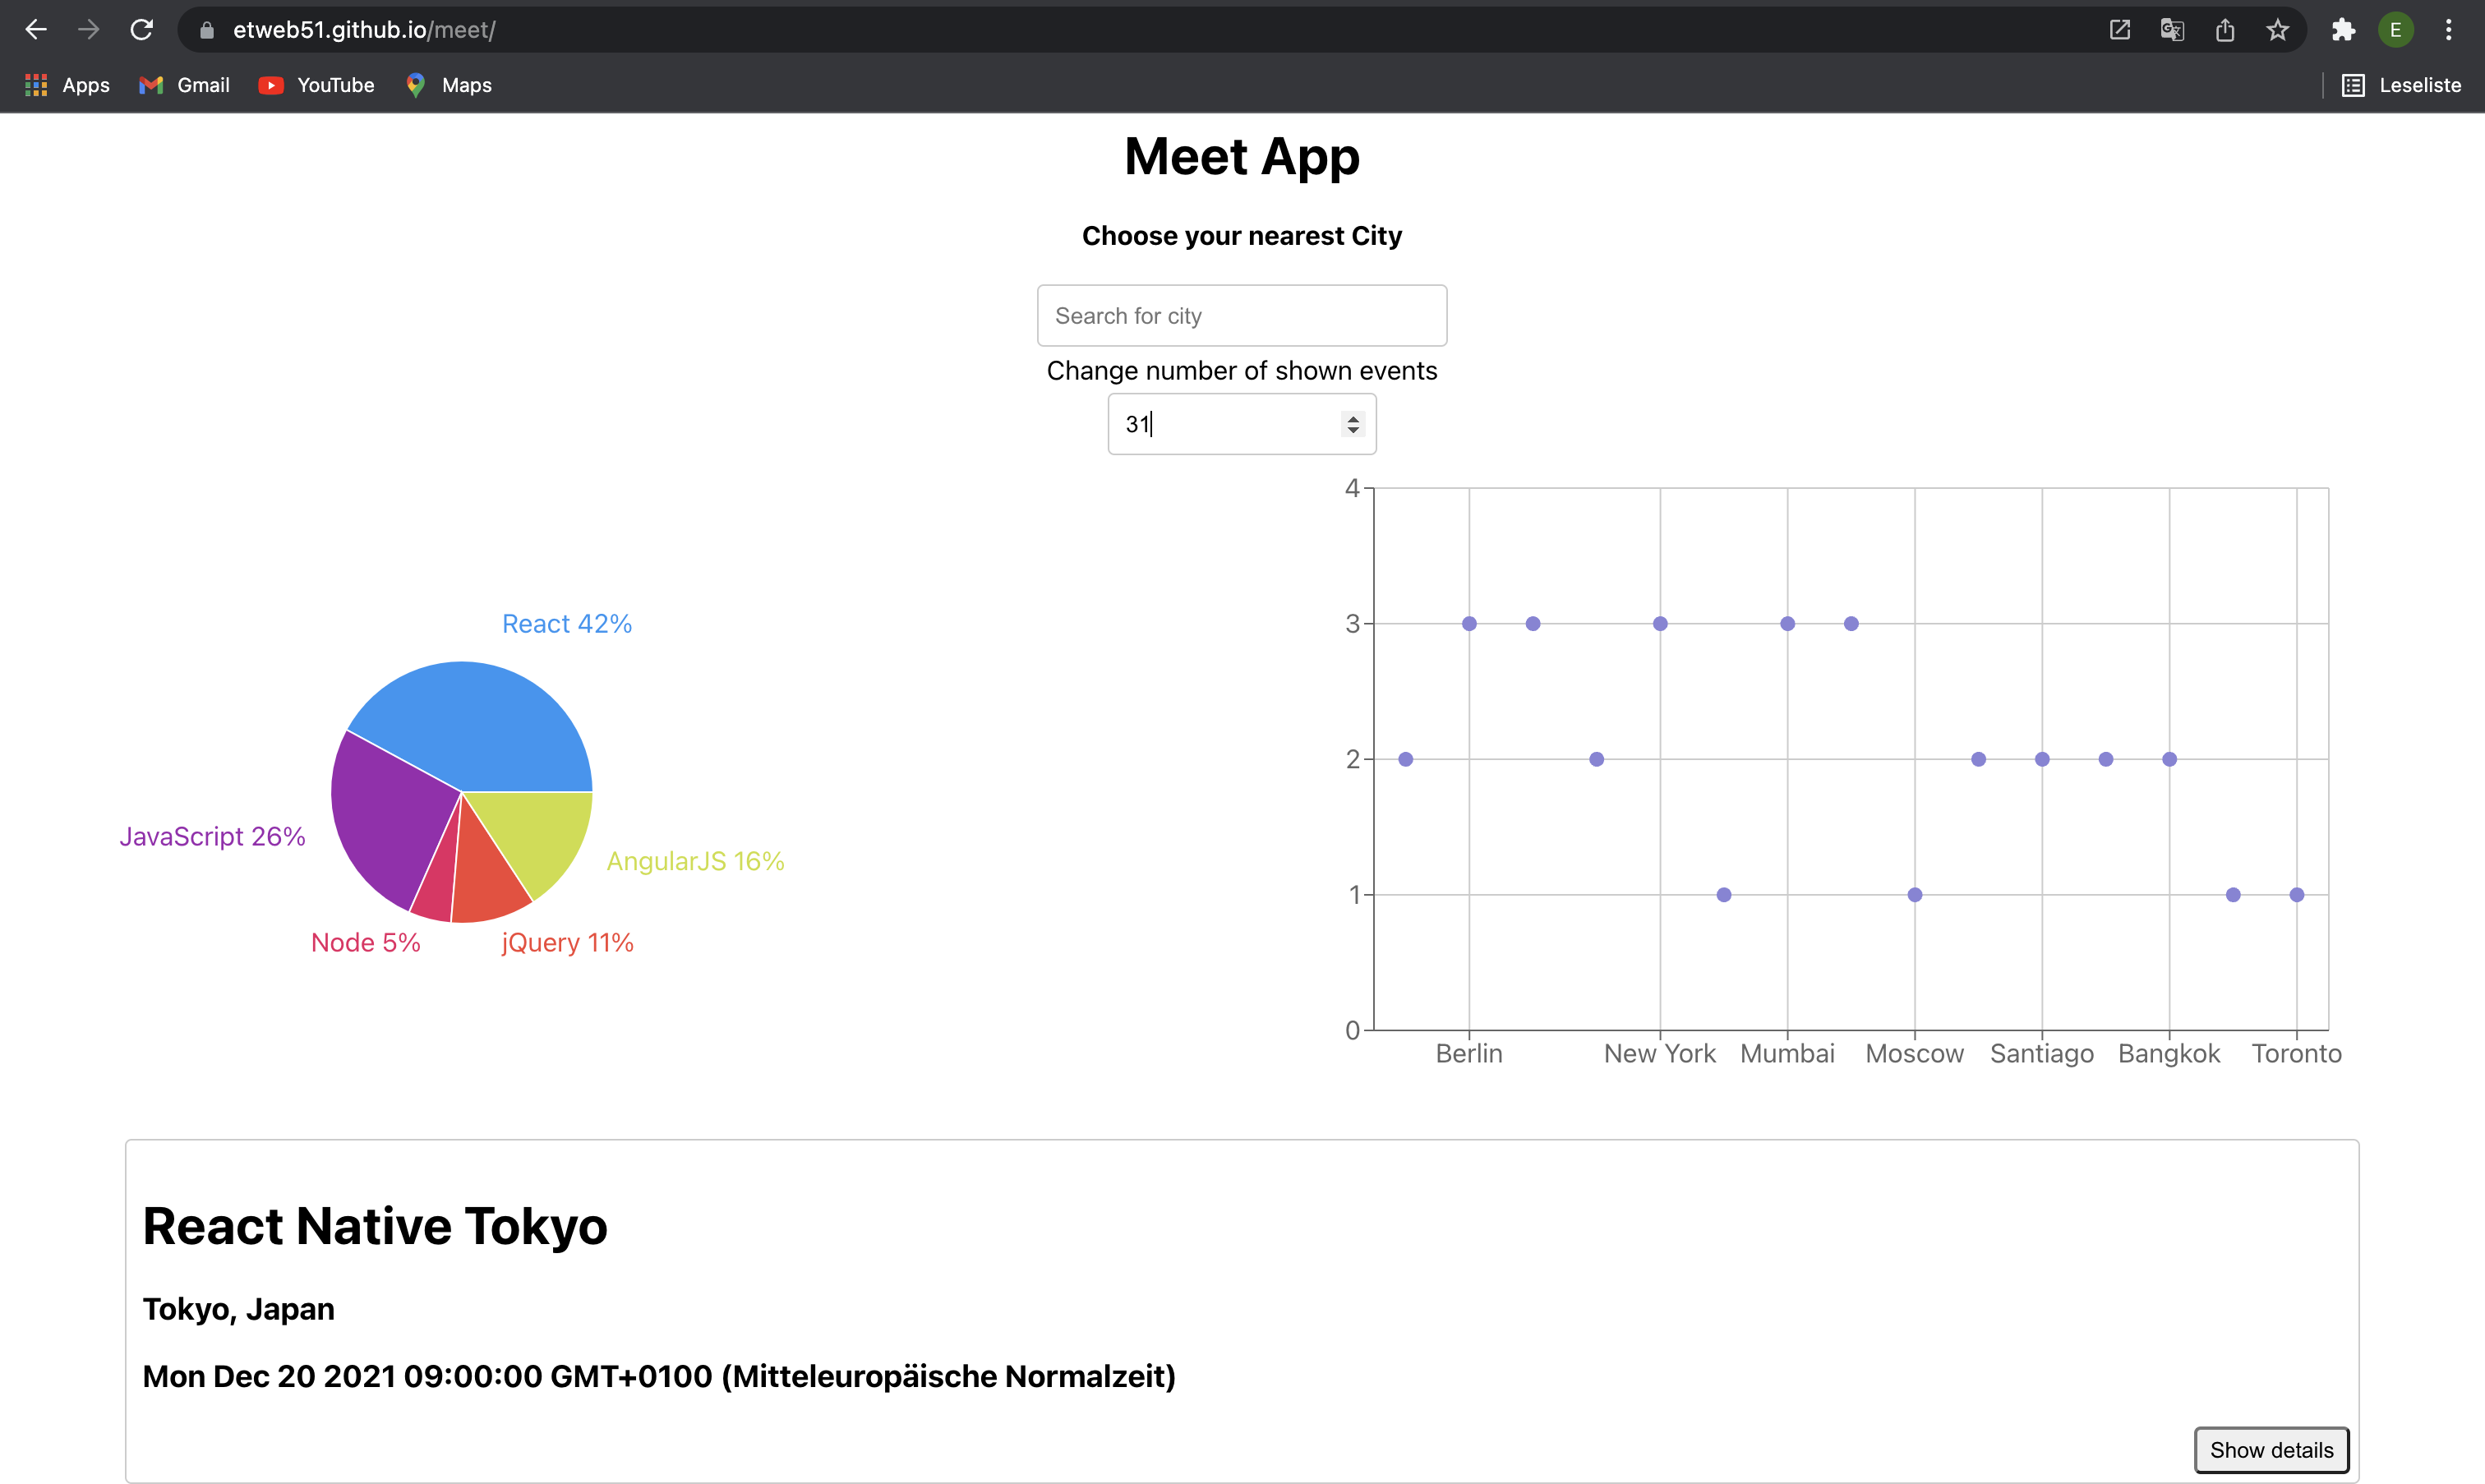 etweb51.github.io/meet/
E
Apps Gmail YouTube Maps Leseliste
Meet App
Choose your nearest City
Search for city
Change number of shown events
31
React 42%
JavaScript 26%
AngularJS 16%
Node 5%
jQuery 11%
4
3
2
1
0
Berlin New York Mumbai Moscow Santiago Bangkok Toronto
React Native Tokyo
Tokyo, Japan
Mon Dec 20 2021 09:00:00 GMT+0100 (Mitteleuropäische Normalzeit)
Show details